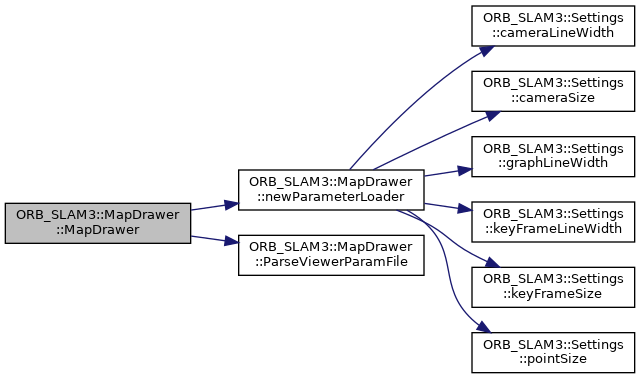 ORB_SLAM3::MapDrawer
::MapDrawer
ORB_SLAM3::MapDrawer
::newParameterLoader
ORB_SLAM3::MapDrawer
::ParseViewerParamFile
ORB_SLAM3::Settings
::cameraLineWidth
ORB_SLAM3::Settings
::cameraSize
ORB_SLAM3::Settings
::graphLineWidth
ORB_SLAM3::Settings
::keyFrameLineWidth
ORB_SLAM3::Settings
::keyFrameSize
ORB_SLAM3::Settings
::pointSize